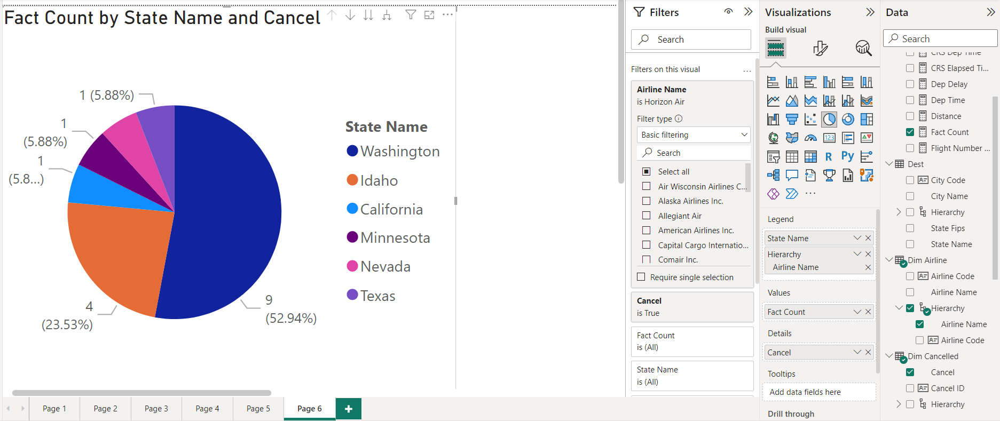 Fact Count by State Name and Cancel
1 (5.88%)
1
(5.88%)
1
(5.8...)
4
(23.53%)
9
(52.94%)
State Name
Washington
Idaho
California
Minnesota
Nevada
Texas
Page 1
Page 2
Page 3
Page 4
Page 5
Page 6
+
Filters
Search
Filters on this visual
...
Airline Name
is Horizon Air
Filter type
Basic filtering
Search
Select all
Air Wisconsin Airlines C...
Alaska Airlines Inc.
Allegiant Air
American Airlines Inc.
Capital Cargo Internatio...
Comair Inc.
Require single selection
Cancel
is True
Fact Count
is (All)
State Name
is (All)
Visualizations
Build visual
123
R
Py
...
Legend
State Name
Hierarchy
Airline Name
Values
Fact Count
Details
Cancel
Tooltips
Add data fields here
Drill through
Data
Search
CRS Dep Time
CRS Elapsed Ti...
Dep Delay
Dep Time
Distance
Fact Count
Flight Number ...
Dest
City Code
City Name
Hierarchy
State Fips
State Name
Dim Airline
Airline Code
Airline Name
Hierarchy
Airline Name
Airline Code
Dim Cancelled
Cancel
Cancel ID
Hierarchy